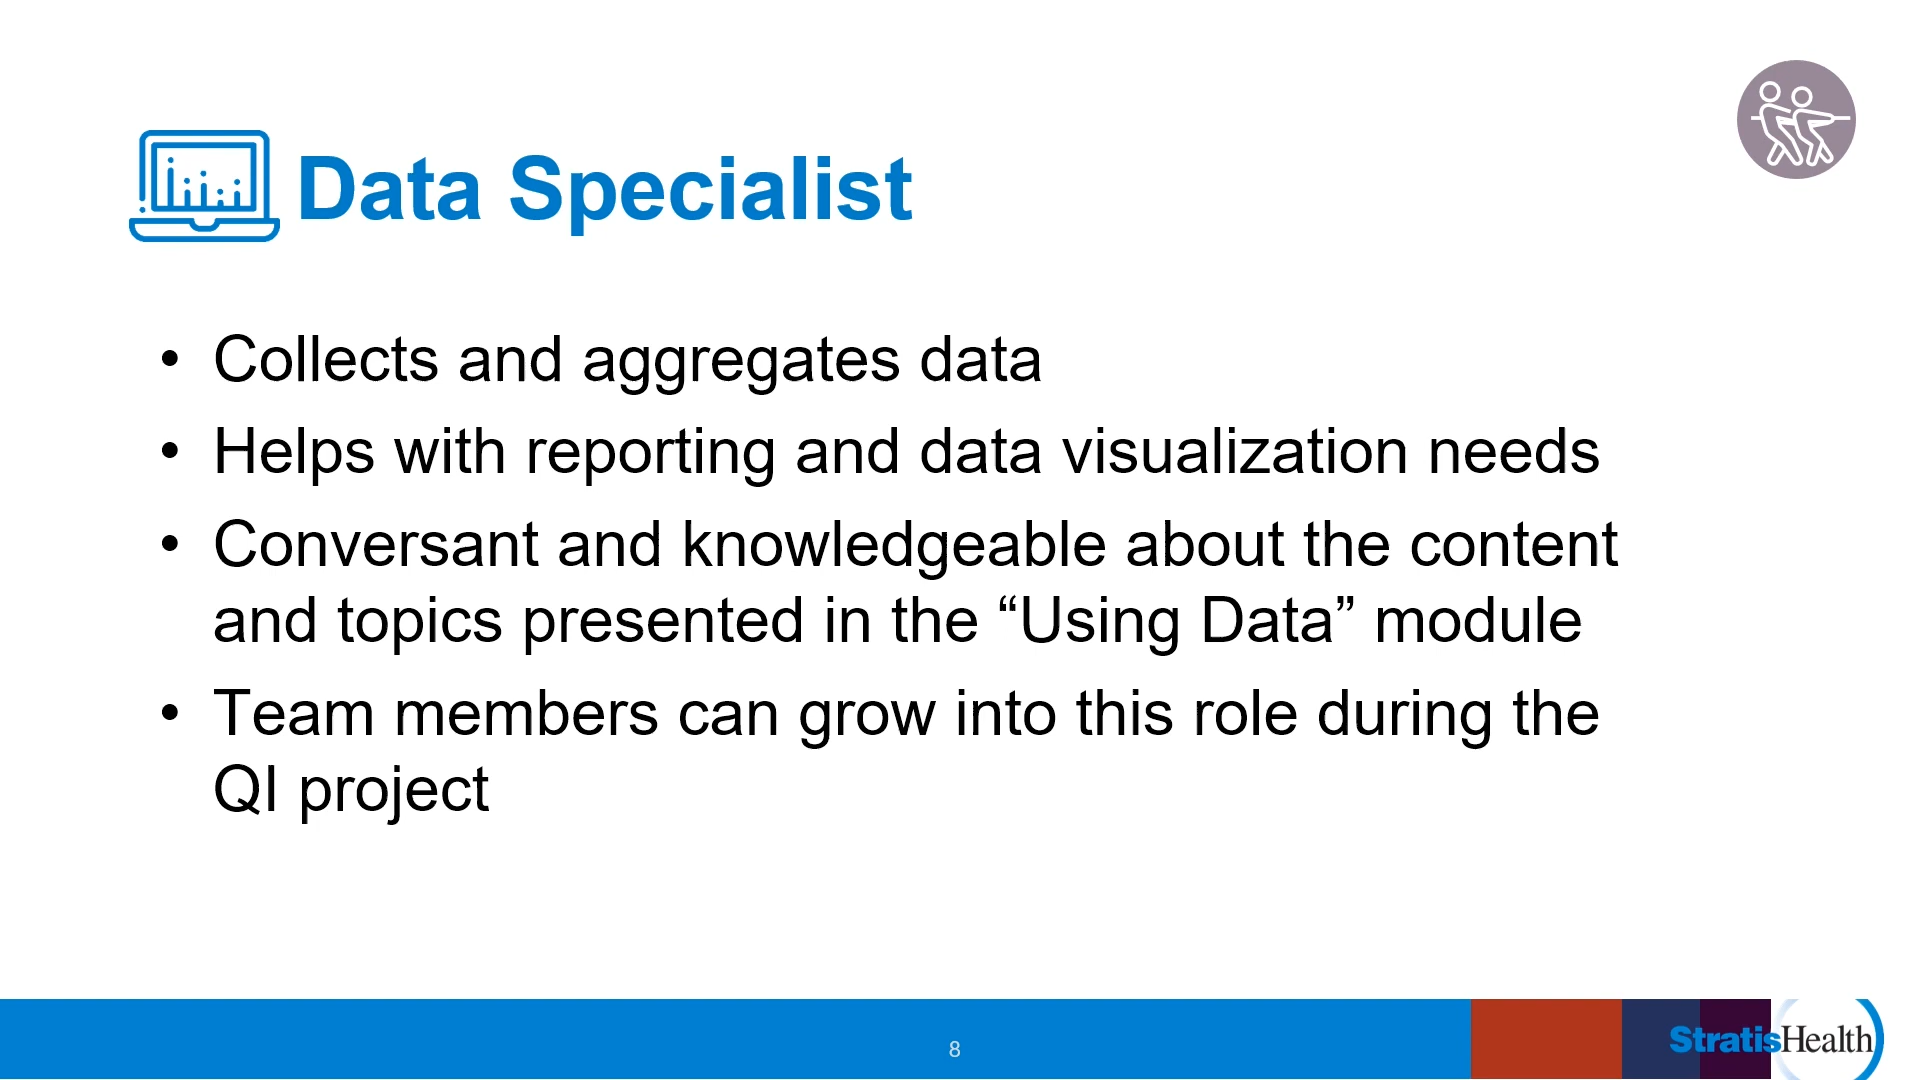 Data Specialist
• Collects and aggregates data
• Helps with reporting and data visualization needs
• Conversant and knowledgeable about the content
and topics presented in the “Using Data” module
• Team members can grow into this role during the
QI project
8
StratisHealth